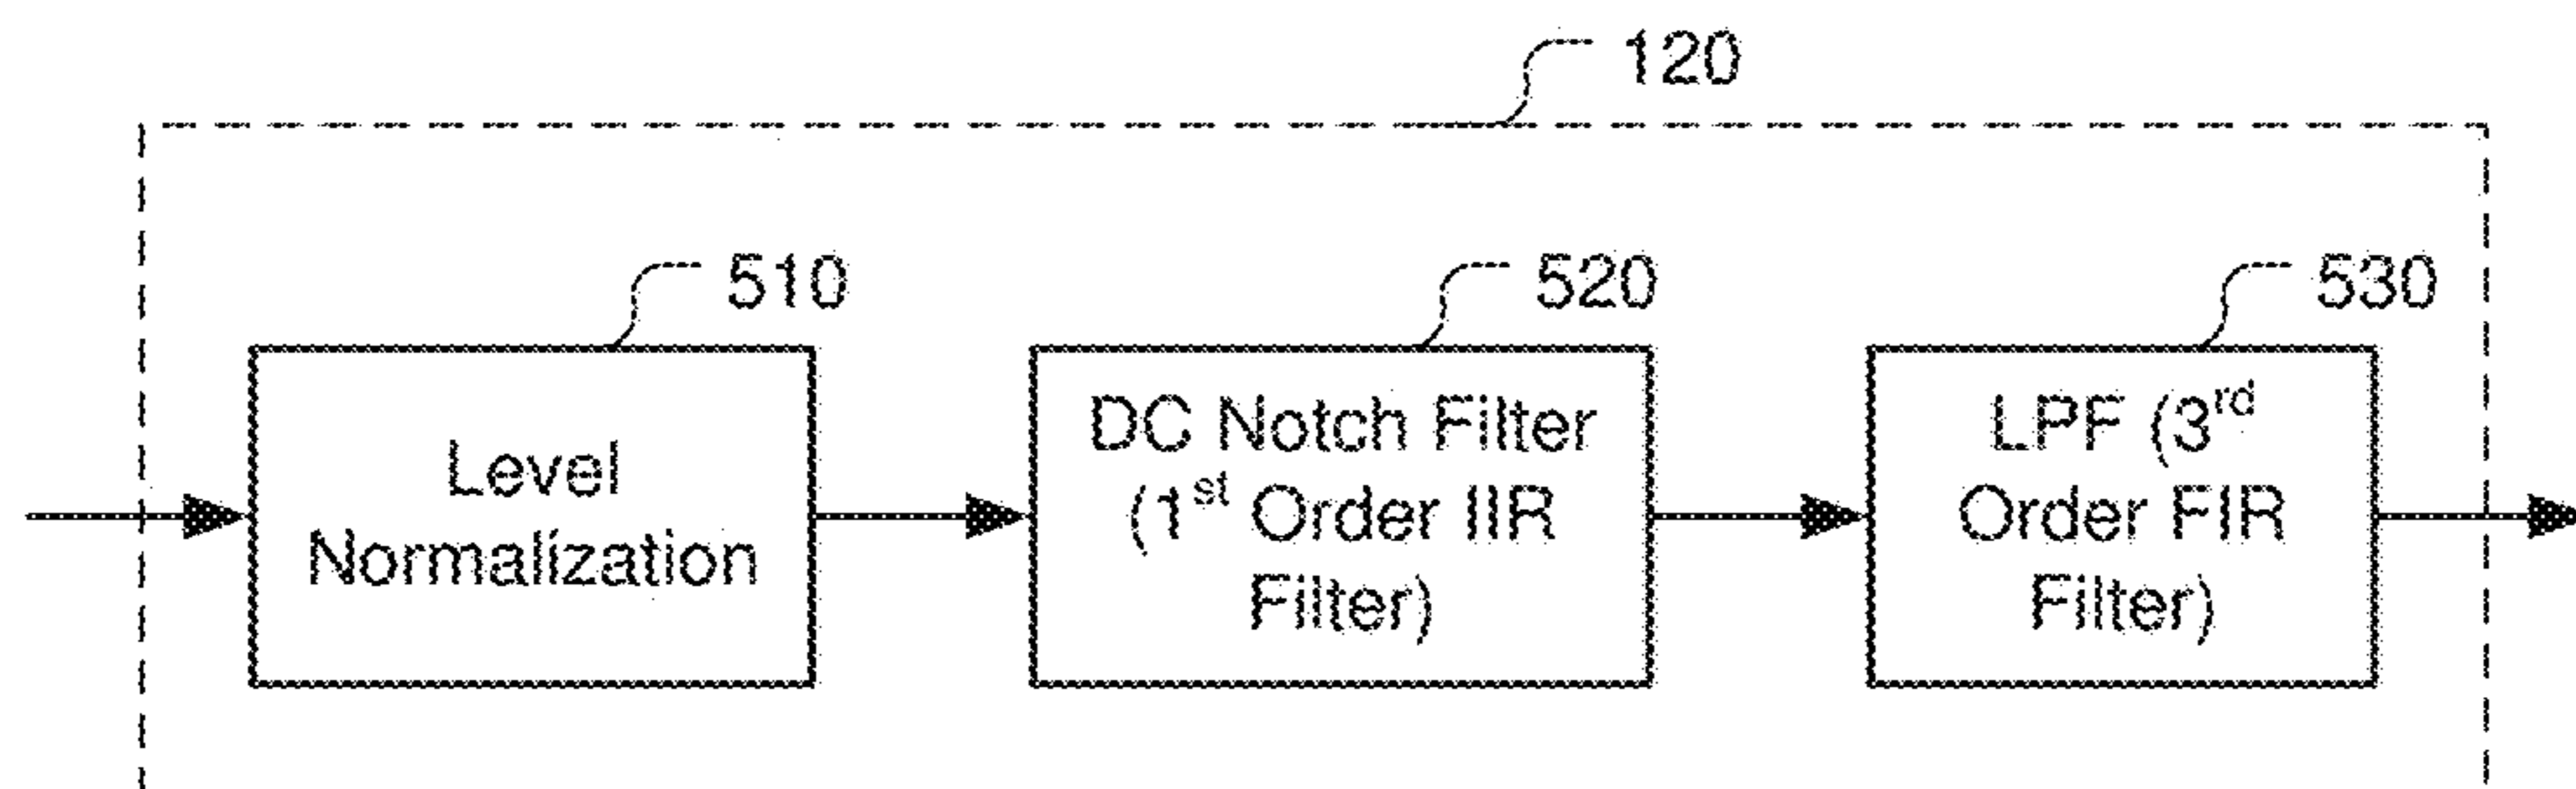 120
510
520
530
Level
Normalization
DC Notch Filter
(1st Order IIR
Filter)
LPF (3rd
Order FIR
Filter)